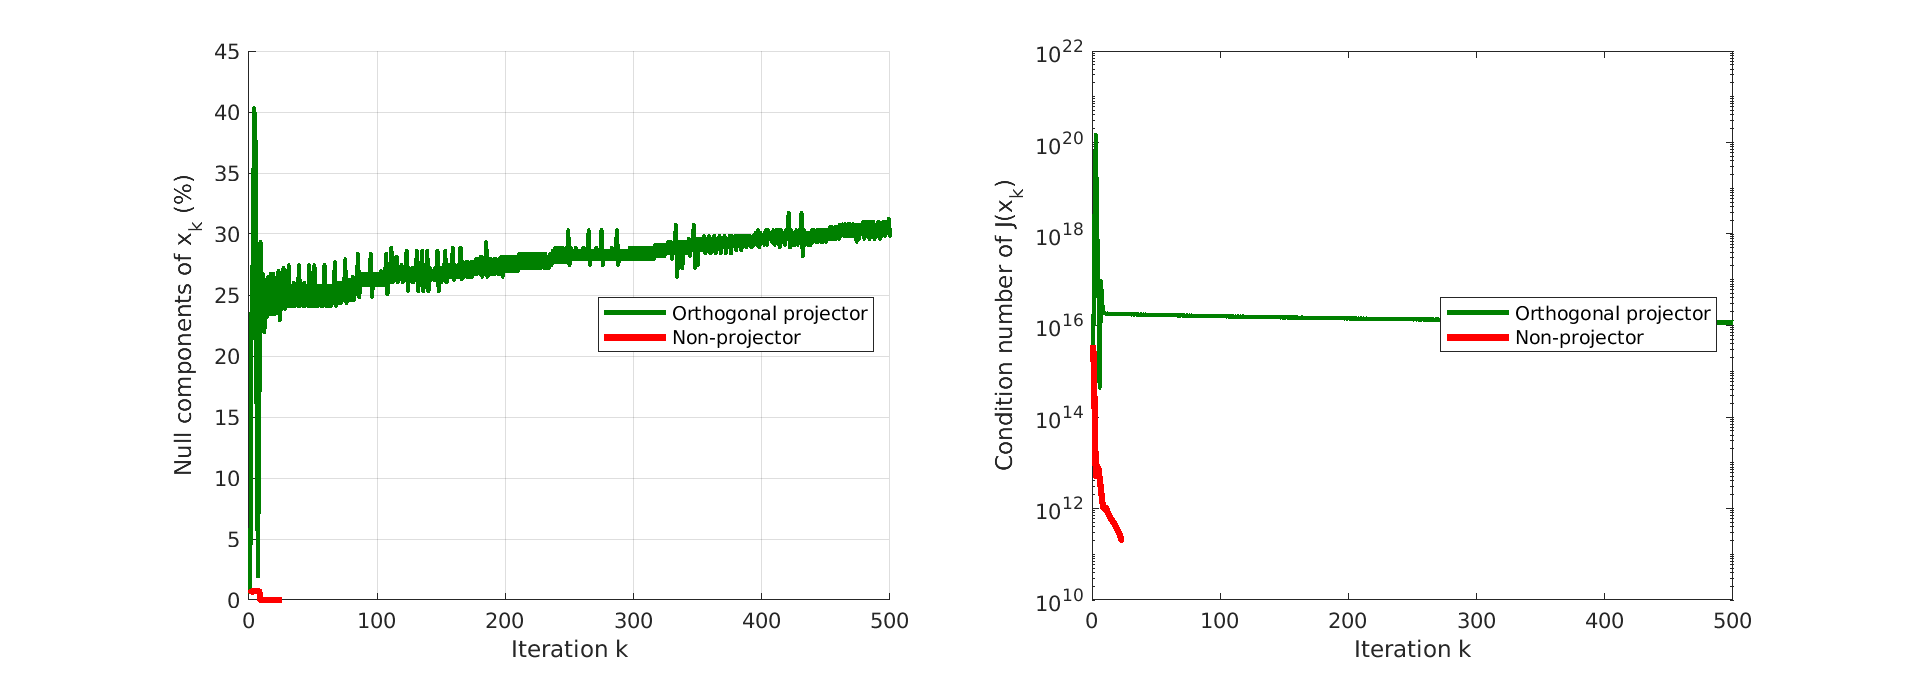 45
40
35
30
25
20
15
10
5
0
Null components of x_k (%)
0 100 200 300 400 500
Iteration k
Orthogonal projector
Non-projector
10^22
10^20
10^18
10^16
10^14
10^12
10^10
Condition number of J(x_k)
0 100 200 300 400 500
Iteration k
Orthogonal projector
Non-projector